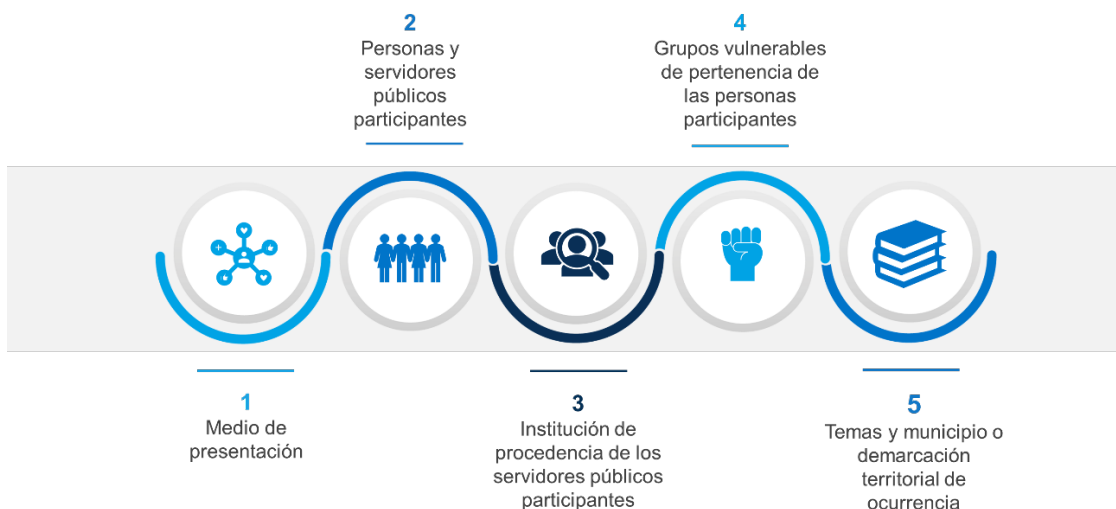 2
Personas y
servidores
públicos
participantes
4
Grupos vulnerables
de pertenencia de
las personas
participantes
1
Medio de
presentación
3
Institución de
procedencia de los
servidores públicos
participantes
5
Temas y municipio o
demarcación
territorial de
ocurrencia